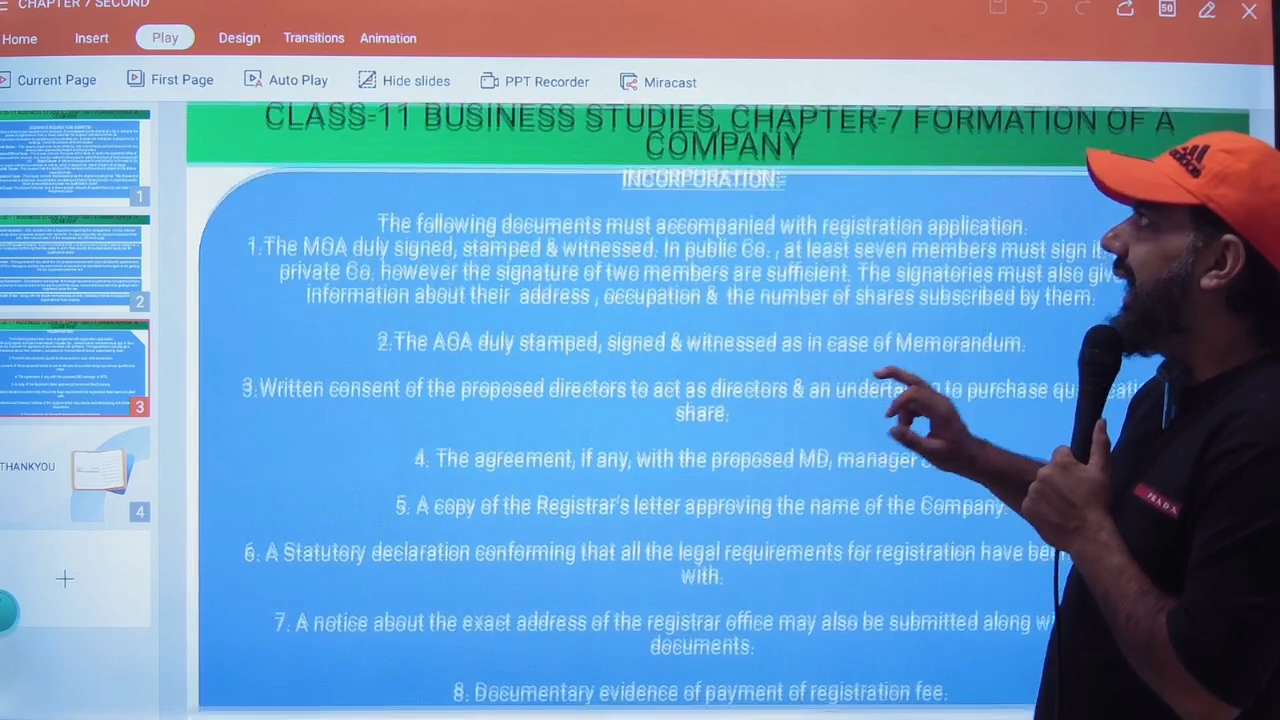 CHAPTER 7 SECOND
50
Home Insert Play Design Transitions Animation
Current Page First Page Auto Play Hide slides PPT Recorder Miracast
CLASS-11 BUSINESS STUDIES, CHAPTER-7 FORMATION OF A
COMPANY
INCORPORATION:-
The following documents must accompanied with registration application.
1.The MOA duly signer, stamped & witnessed. In public Co , at least seven members must sign it.
private Co, however the signature of two members are sufficient. The signatories must also give
information about their address , occupation & the number of shares subscribed by them.
2.The AOA duly stamped, signed & witnessed as in case of Memorandum.
3.Written consent of the proposed directors to act as directors & an to purchase
share.
4. The agreement, if any, with the proposed MD, manager
5. A copy of the Registrar's letter approving the name of the Company.
6. A Statutory declaration conforming that all the legal requirements for registration have
with.
7. A notice about the exact address of the registrar office may also be submitted along
documents.
8. Documentary evidence of payment of registration fee.
1
2
3
THANKYOU
4
adidas
PRADA